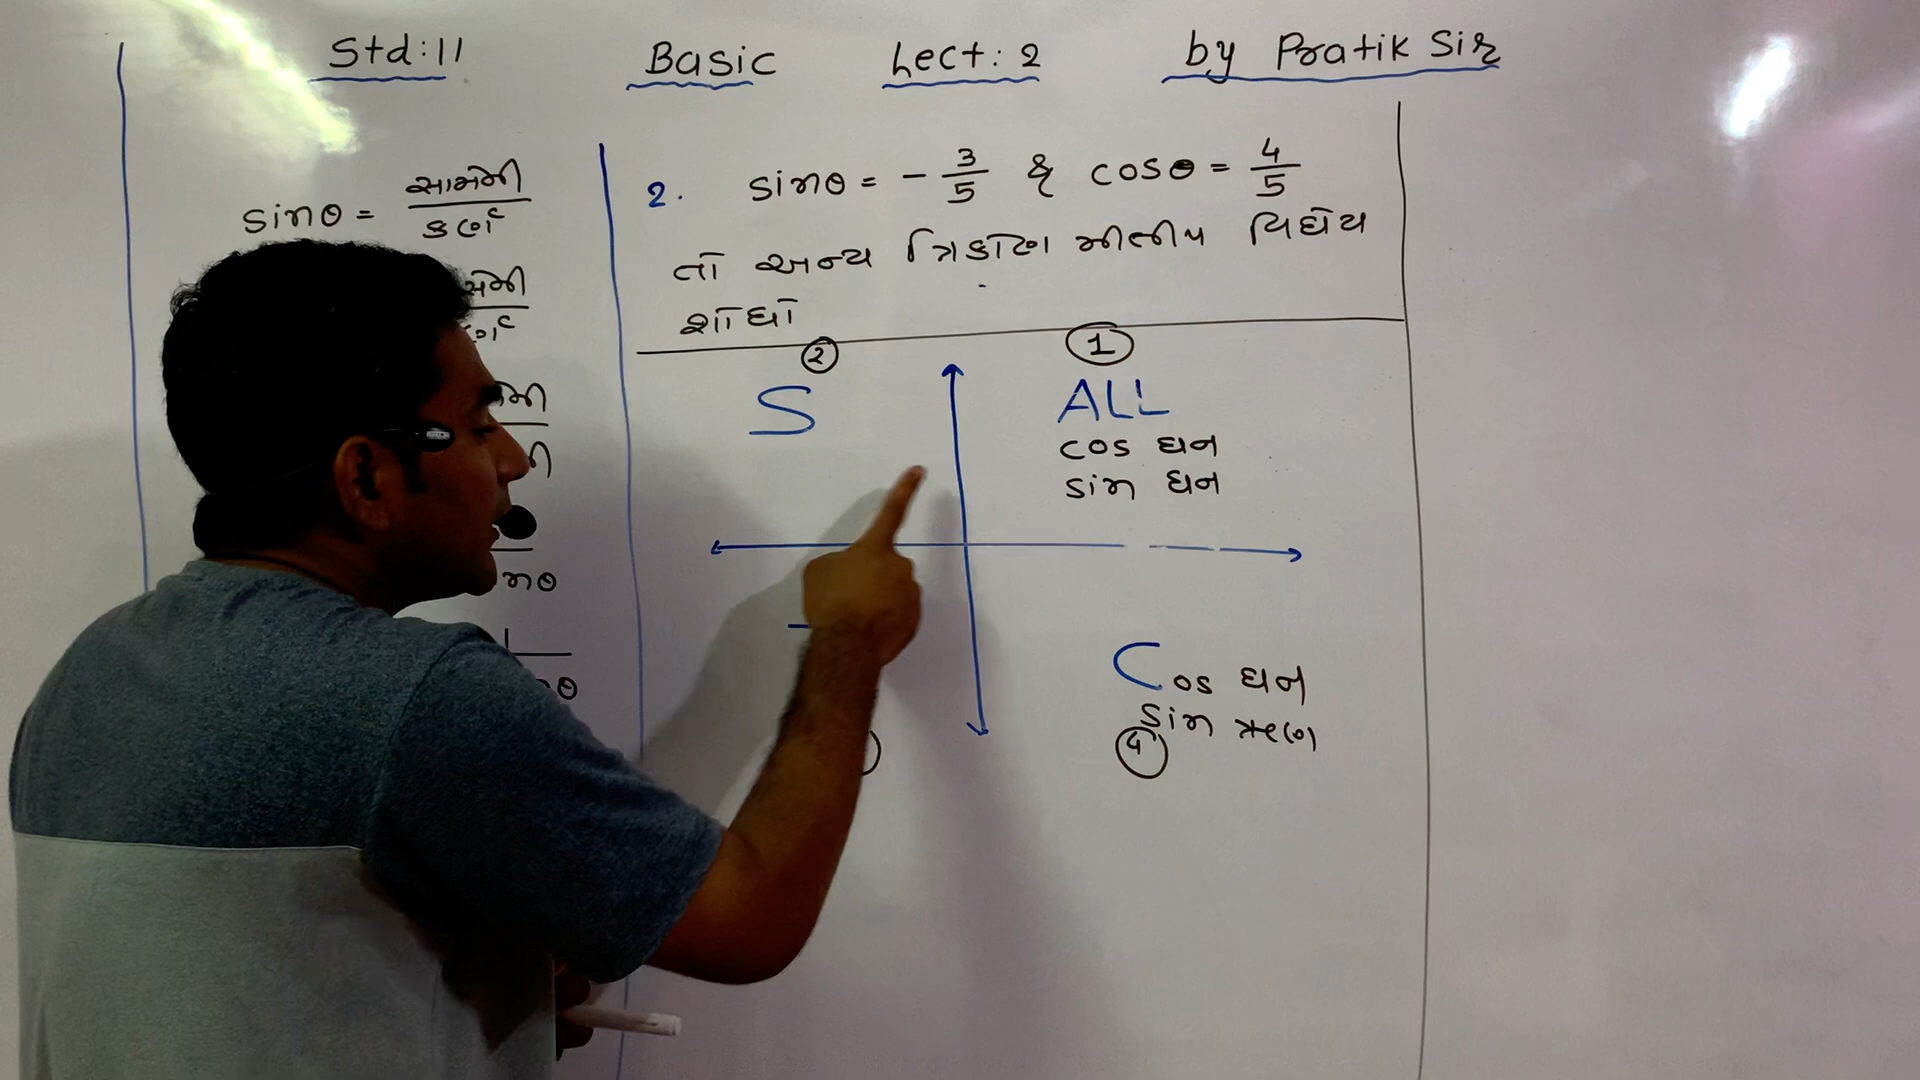 Std:11 Basic Lect: 2 by Pratik Sir
sinθ = સામેની / કર્ણ
2. sinθ = - 3/5 & cosθ = 4/5
તો અન્ય ત્રિકોણ મીતીય વિધેય
શોધો
② ①
S ALL
cos ધન
sin ધન
Cos ધન
sin ઋણ
④